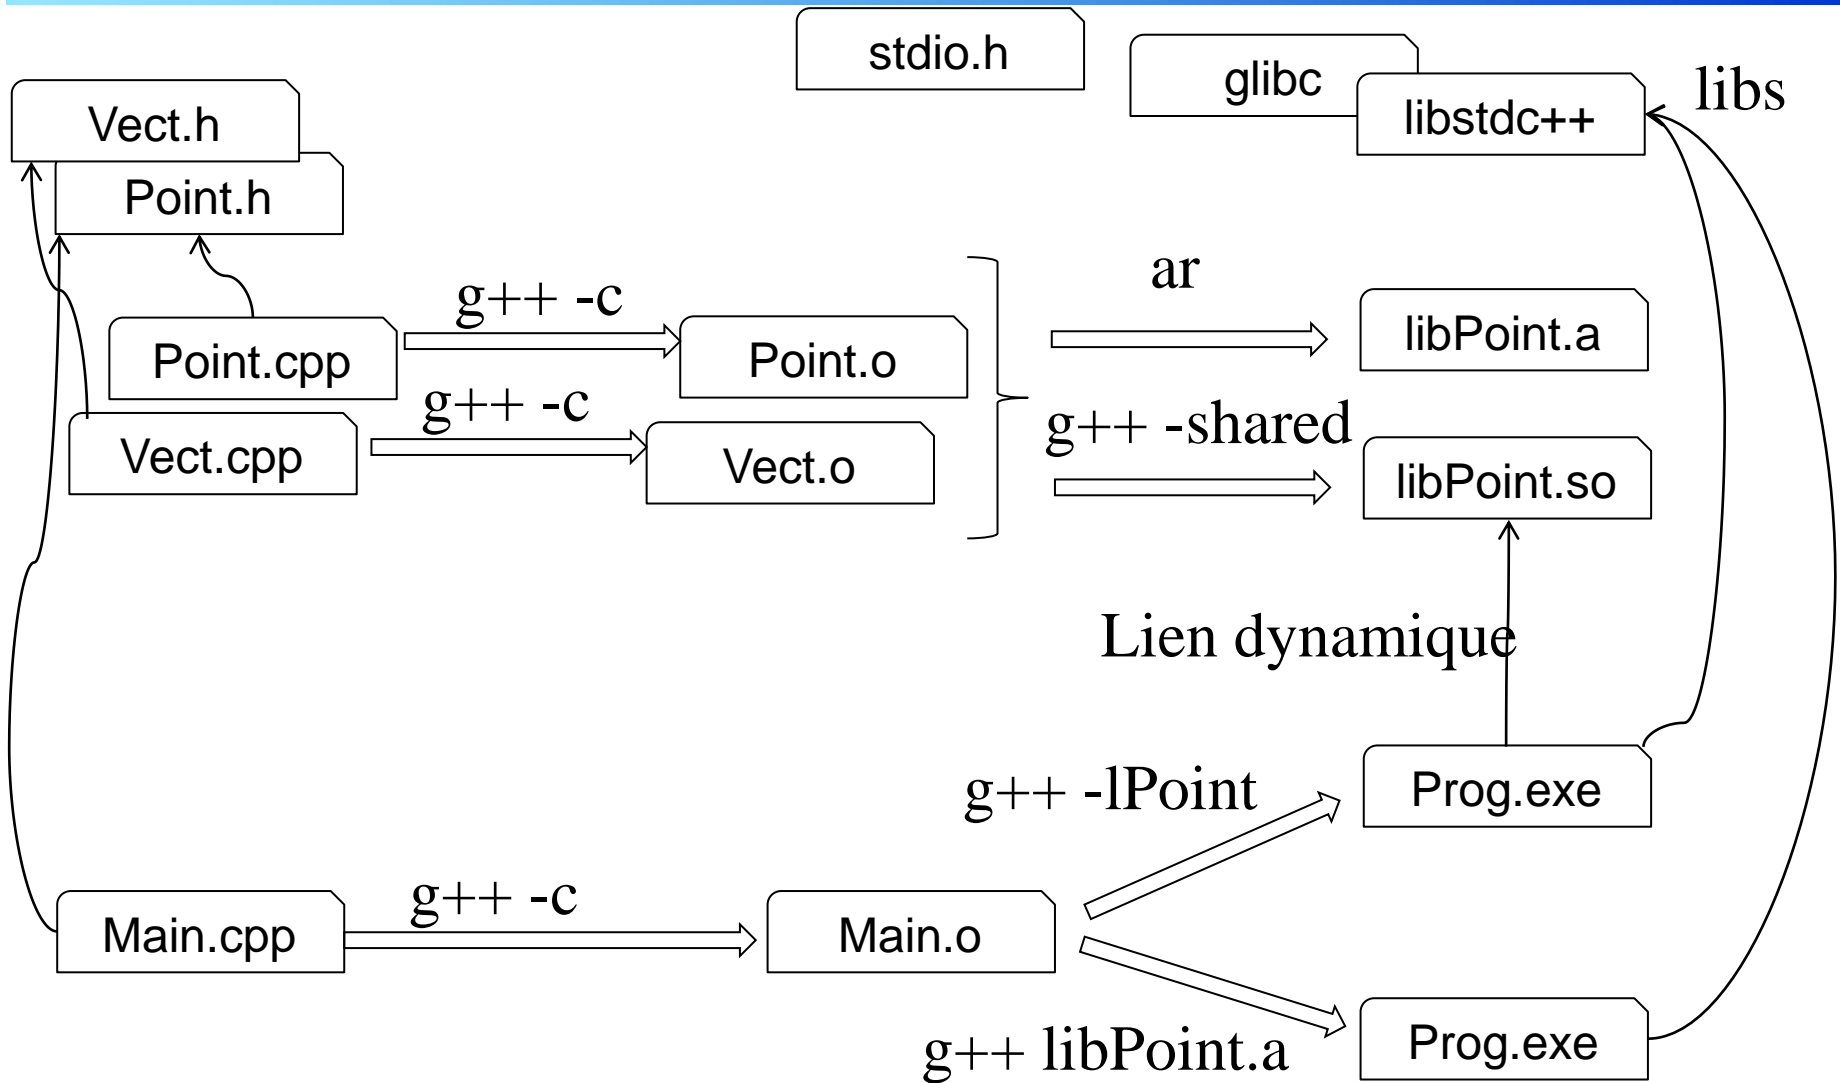 stdio.h
glibc
libs
Vect.h
libstdc++
Point.h
ar
g++ -c
libPoint.a
Point.cpp
Point.o
g++ -c
g++ -shared
Vect.cpp
Vect.o
libPoint.so
Lien dynamique
g++ -lPoint
Prog.exe
g++ -c
Main.cpp
Main.o
g++ libPoint.a
Prog.exe